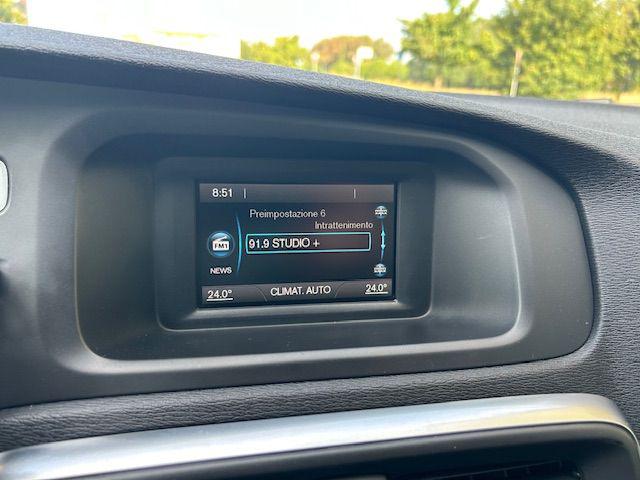 8:51
Preimpostazione 6
Intrattenimento
FM1
91.9 STUDIO +
NEWS
24.0° CLIMAT. AUTO 24.0°